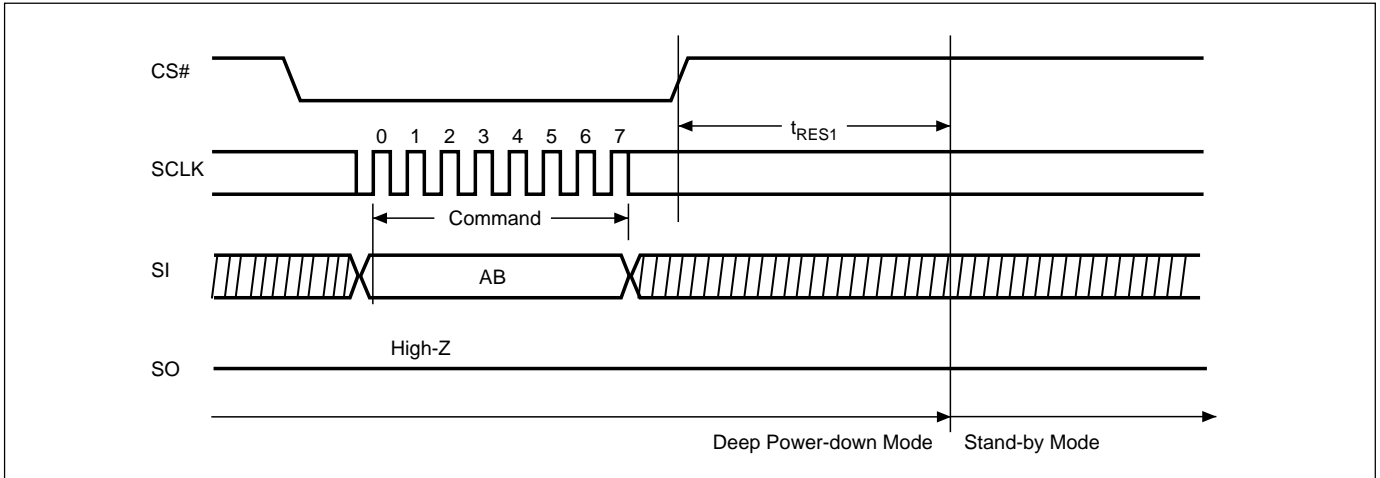 CS#
tRES1
0 1 2 3 4 5 6 7
SCLK
Command
SI
AB
High-Z
SO
Deep Power-down Mode Stand-by Mode